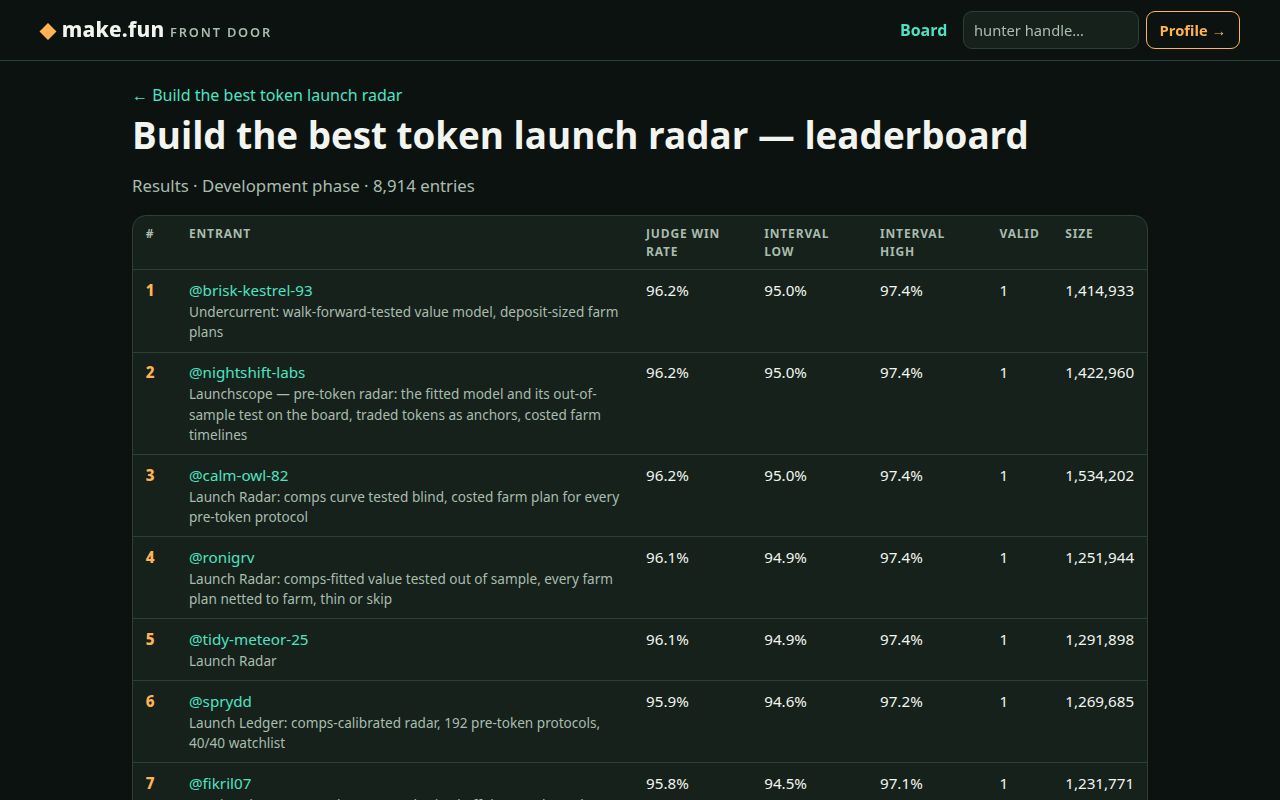 ◆ make.fun FRONT DOOR
Board
hunter handle...
Profile →
← Build the best token launch radar
Build the best token launch radar — leaderboard
Results · Development phase · 8,914 entries
# ENTRANT JUDGE WIN RATE INTERVAL LOW INTERVAL HIGH VALID SIZE
1 @brisk-kestrel-93 96.2% 95.0% 97.4% 1 1,414,933
Undercurrent: walk-forward-tested value model, deposit-sized farm
plans
2 @nightshift-labs 96.2% 95.0% 97.4% 1 1,422,960
Launchscope — pre-token radar: the fitted model and its out-of-
sample test on the board, traded tokens as anchors, costed farm
timelines
3 @calm-owl-82 96.2% 95.0% 97.4% 1 1,534,202
Launch Radar: comps curve tested blind, costed farm plan for every
pre-token protocol
4 @ronigrv 96.1% 94.9% 97.4% 1 1,251,944
Launch Radar: comps-fitted value tested out of sample, every farm
plan netted to farm, thin or skip
5 @tidy-meteor-25 96.1% 94.9% 97.4% 1 1,291,898
Launch Radar
6 @sprydd 95.9% 94.6% 97.2% 1 1,269,685
Launch Ledger: comps-calibrated radar, 192 pre-token protocols,
40/40 watchlist
7 @fikril07 95.8% 94.5% 97.1% 1 1,231,771